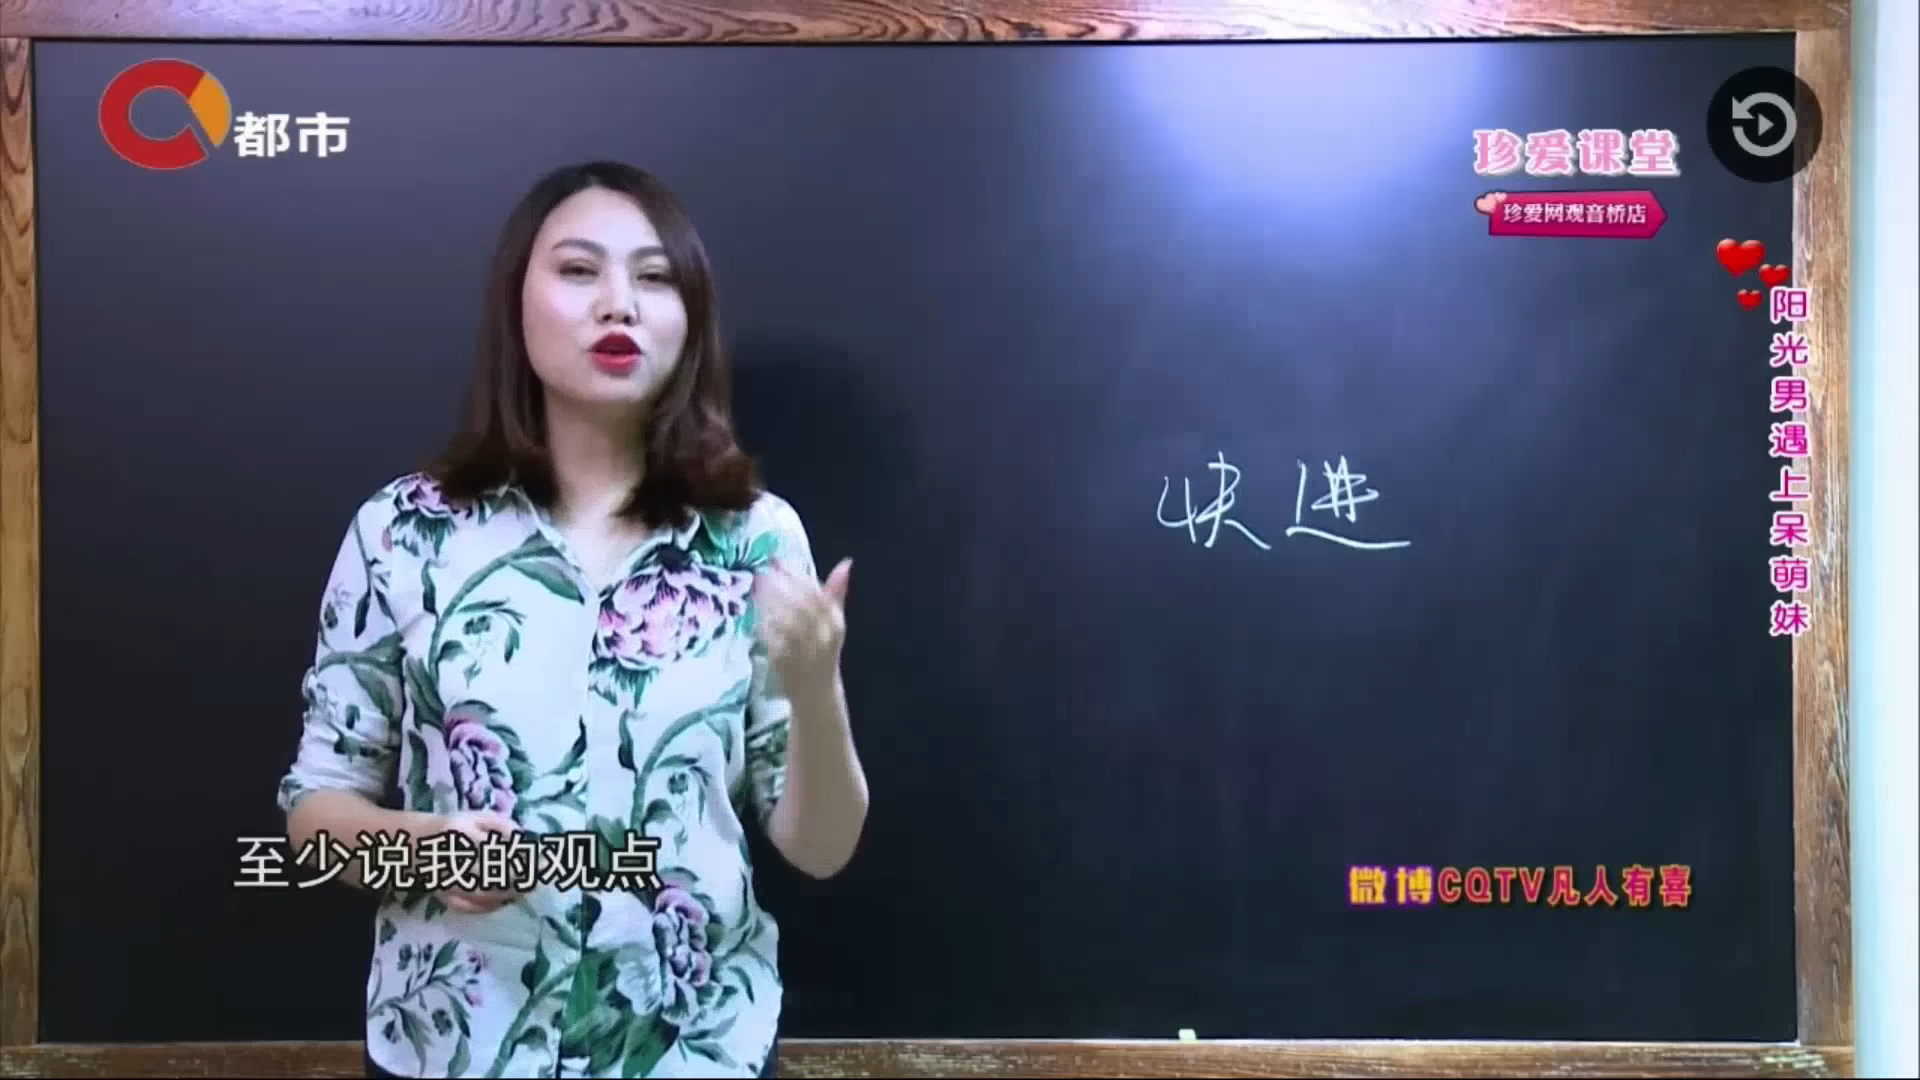 都市
珍爱课堂
珍爱网观音桥店
阳光男遇上呆萌妹
快进
至少说我的观点
微博CQTV凡人有喜